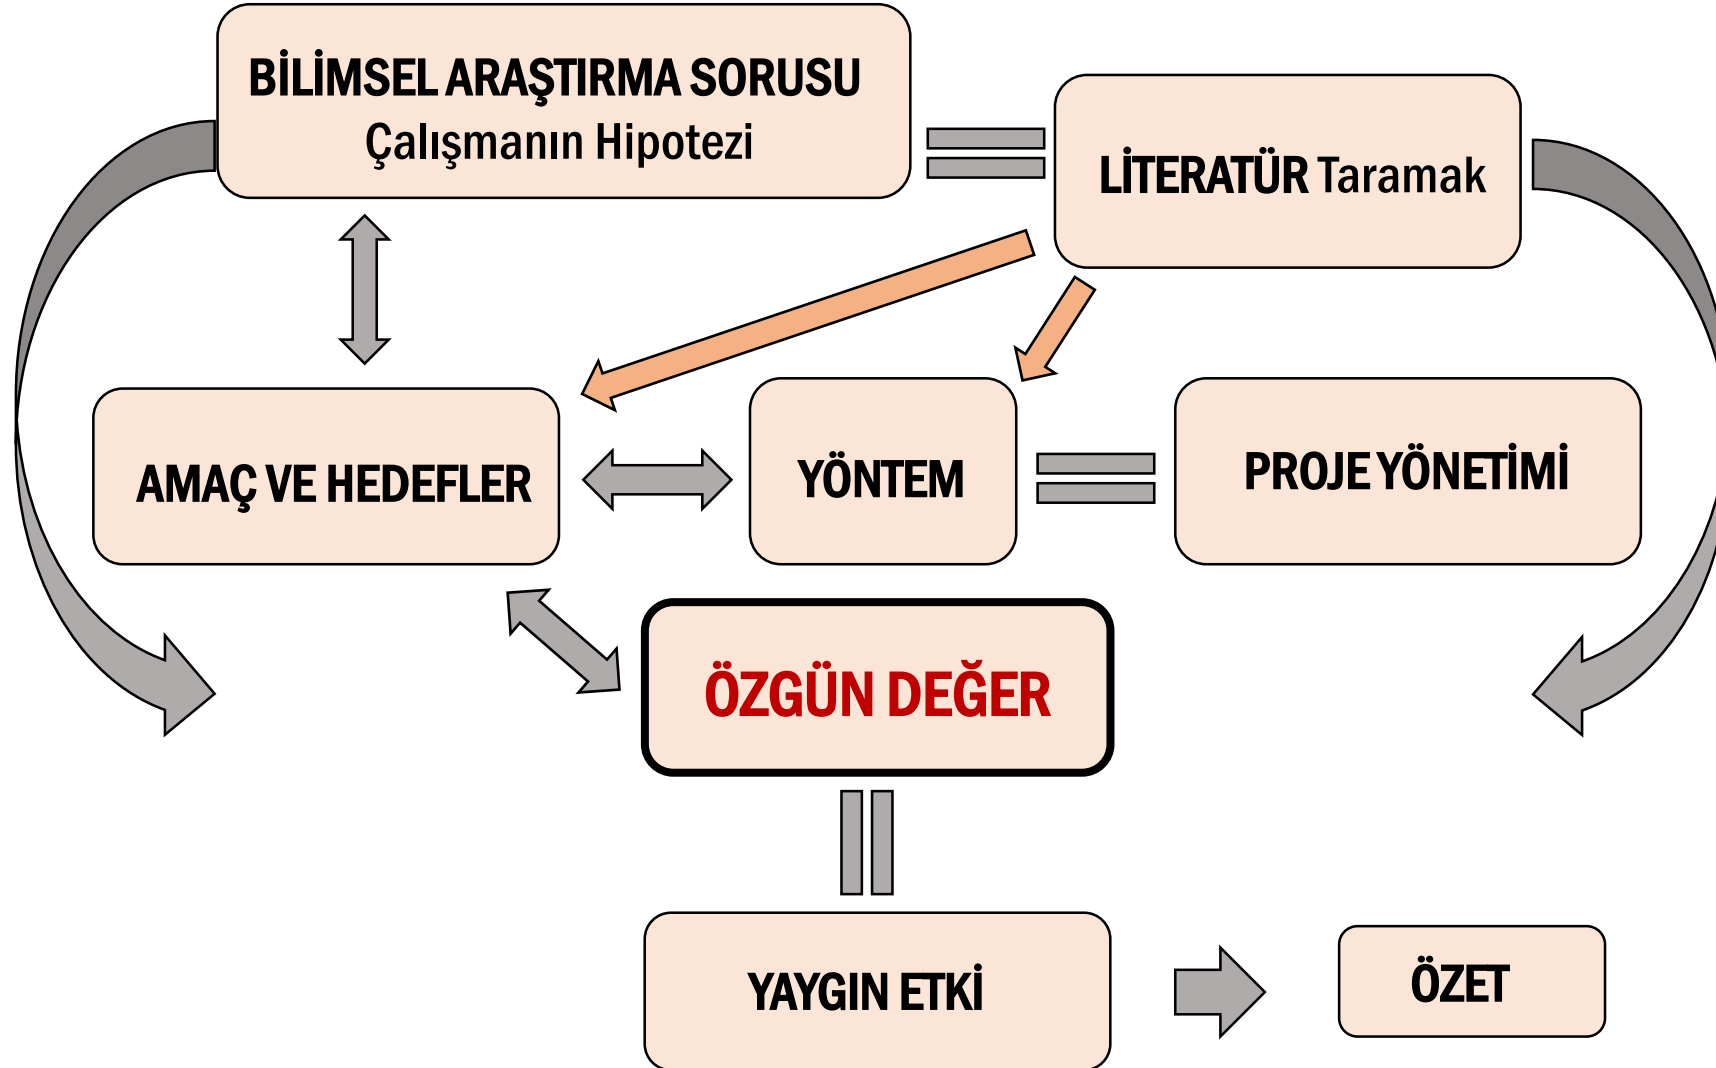 BİLİMSEL ARAŞTIRMA SORUSU
Çalışmanın Hipotezi
LİTERATÜR Taramak
AMAÇ VE HEDEFLER
YÖNTEM
PROJE YÖNETİMİ
ÖZGÜN DEĞER
YAYGIN ETKİ
ÖZET